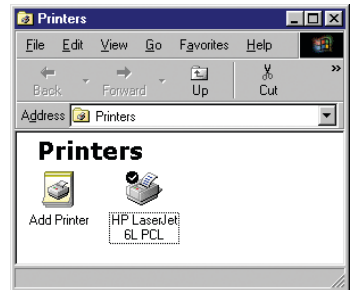 Printers
File Edit View Go Favorites Help
Back Forward Up Cut »
Address Printers
Printers
Add Printer HP LaserJet
6L PCL